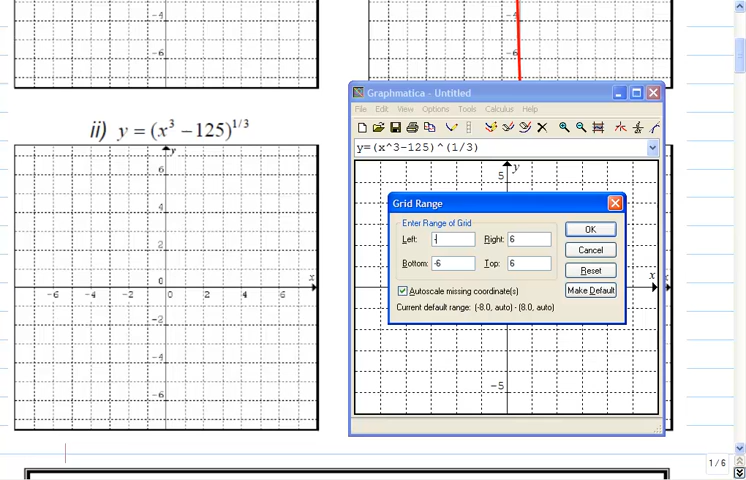 -4
-6
-4
-6
ii) y = (x³ − 125)^1/3
y
6
4
2
0
x
-6
-4
-2
0
2
4
6
-2
-4
-6
Graphmatica - Untitled
File Edit View Options Tools Calculus Help
y=(x^3-125)^(1/3)
5
y
x
-5
Grid Range
Enter Range of Grid
Left: -
Right: 6
Bottom: -6
Top: 6
OK
Cancel
Reset
Make Default
Autoscale missing coordinate(s)
Current default range: (-8.0, auto) - (8.0, auto)
x
1 / 6